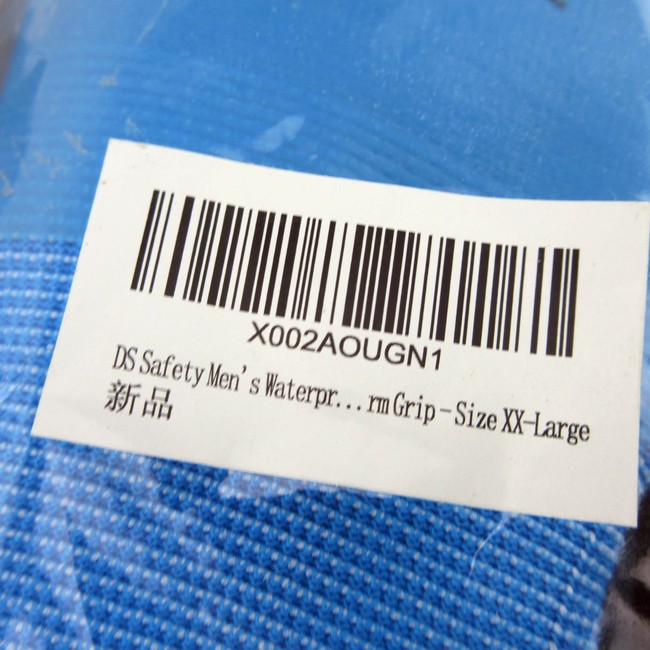 X002AOUGN1
DS Safety Men's Waterpr...rm Grip - Size XX-Large
新品